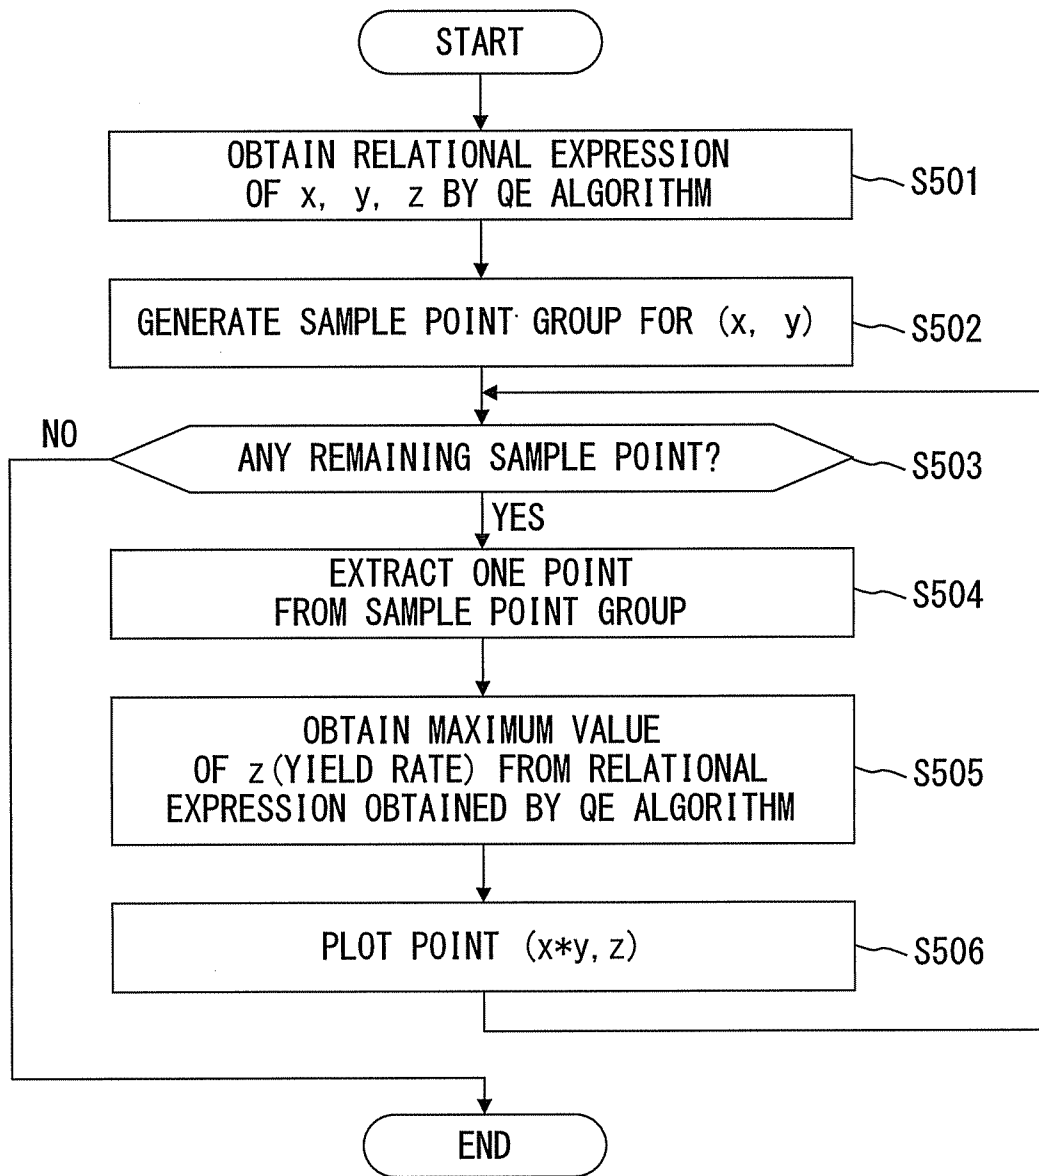 START
OBTAIN RELATIONAL EXPRESSION
OF x, y, z BY QE ALGORITHM
S501
GENERATE SAMPLE POINT GROUP FOR (x, y)
S502
NO
ANY REMAINING SAMPLE POINT?
S503
YES
EXTRACT ONE POINT
FROM SAMPLE POINT GROUP
S504
OBTAIN MAXIMUM VALUE
OF z(YIELD RATE) FROM RELATIONAL
EXPRESSION OBTAINED BY QE ALGORITHM
S505
PLOT POINT (x*y, z)
S506
END